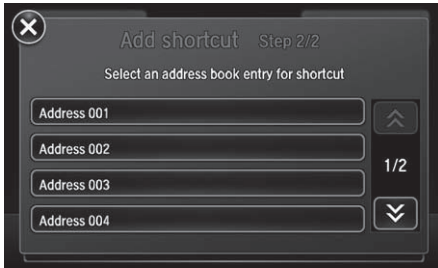 Add shortcut Step 2/2
Select an address book entry for shortcut
Address 001
Address 002
1/2
Address 003
Address 004